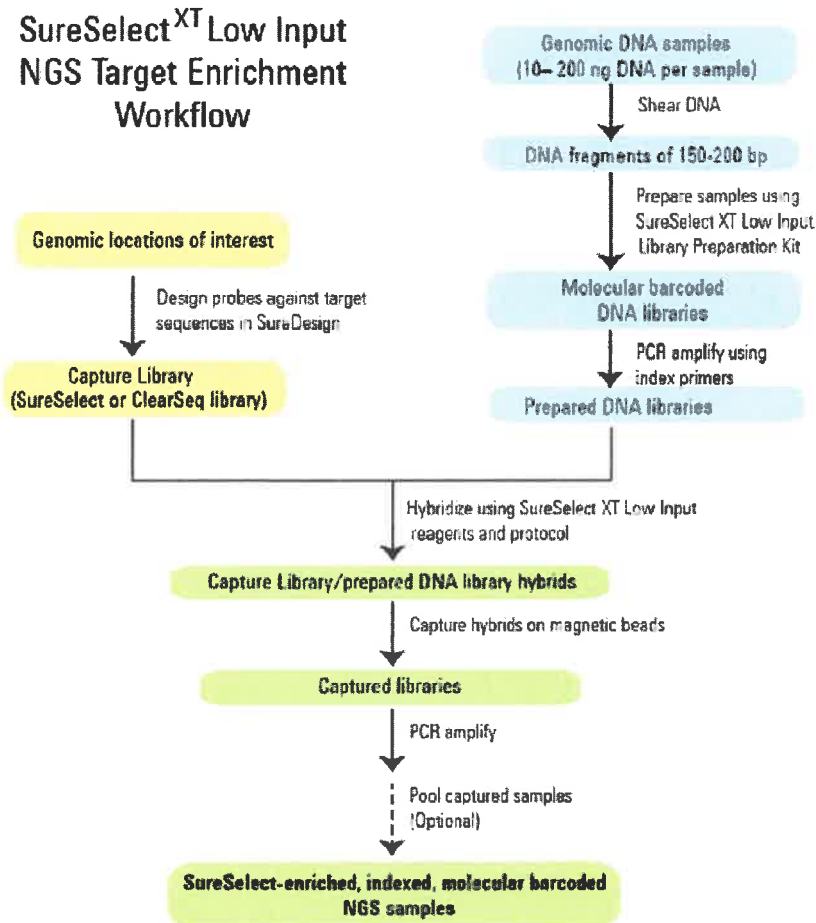 SureSelect^XT Low Input
NGS Target Enrichment
Workflow
Genomic DNA samples
(10–200 ng DNA per sample)
Shear DNA
DNA fragments of 150-200 bp
Prepare samples using
SureSelect XT Low Input
Library Preparation Kit
Molecular barcoded
DNA libraries
PCR amplify using
index primers
Prepared DNA libraries
Genomic locations of interest
Design probes against target
sequences in SureDesign
Capture Library
(SureSelect or ClearSeq library)
Hybridize using SureSelect XT Low Input
reagents and protocol
Capture Library/prepared DNA library hybrids
Capture hybrids on magnetic beads
Captured libraries
PCR amplify
Pool captured samples
(Optional)
SureSelect-enriched, indexed, molecular barcoded
NGS samples